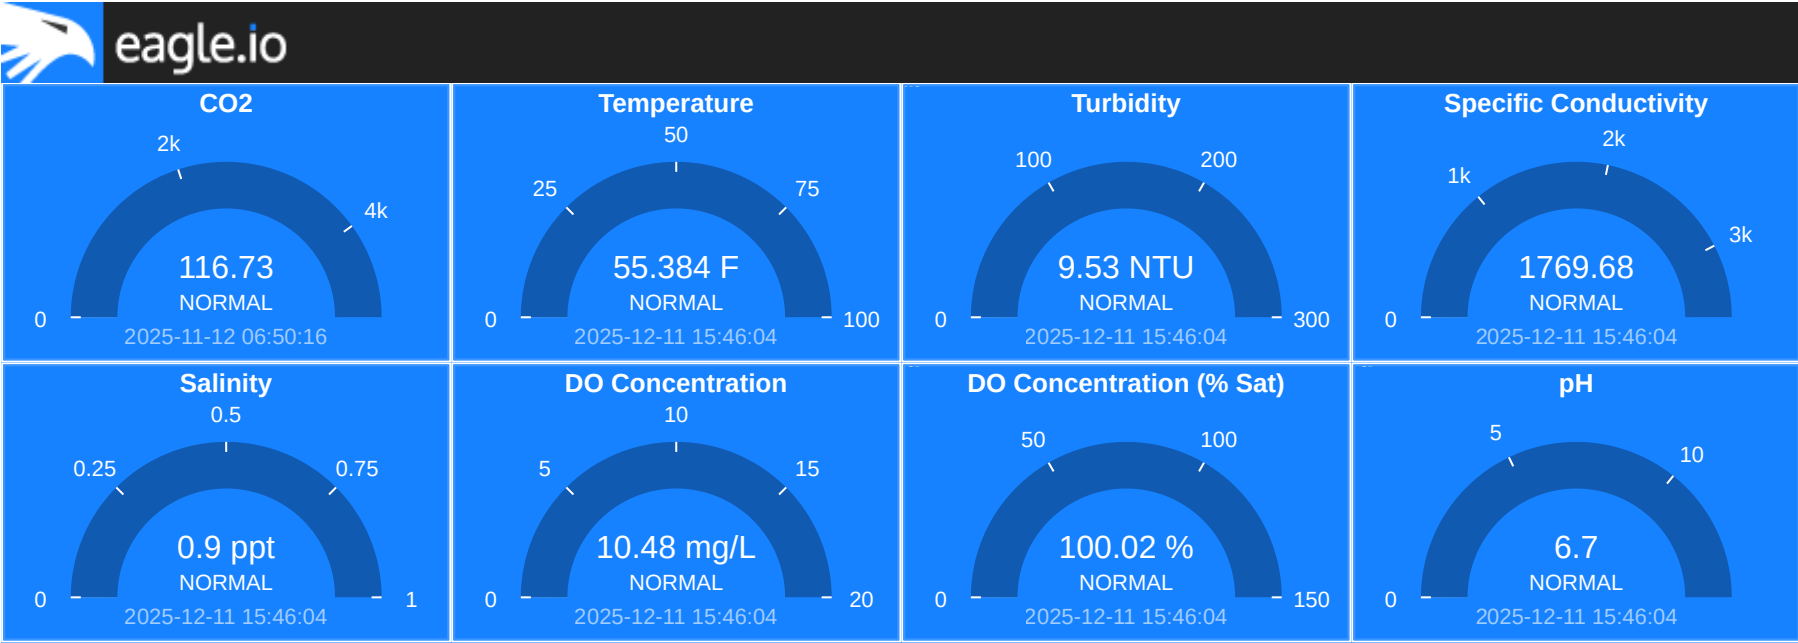 eagle.io
CO2
2k
4k
116.73
NORMAL
0
2025-11-12 06:50:16
Temperature
50
25
75
55.384 F
NORMAL
0
100
2025-12-11 15:46:04
Turbidity
100
200
9.53 NTU
NORMAL
0
300
2025-12-11 15:46:04
Specific Conductivity
2k
1k
3k
1769.68
NORMAL
0
2025-12-11 15:46:04
Salinity
0.5
0.25
0.75
0.9 ppt
NORMAL
0
1
2025-12-11 15:46:04
DO Concentration
10
5
15
10.48 mg/L
NORMAL
0
20
2025-12-11 15:46:04
DO Concentration (% Sat)
50
100
100.02 %
NORMAL
0
150
2025-12-11 15:46:04
pH
5
10
6.7
NORMAL
0
2025-12-11 15:46:04